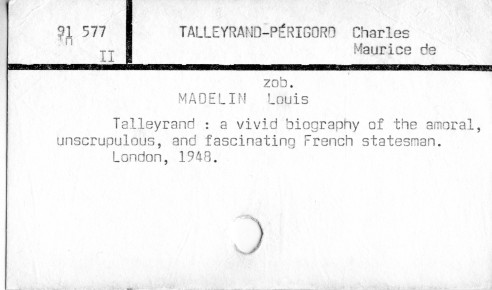 91 577 TALLEYRAND-PÉRIGORD Charles
II Maurice de
zob.
MADELIN Louis
Talleyrand : a vivid biography of the amoral,
unscrupulous, and fascinating French statesman.
London, 1948.